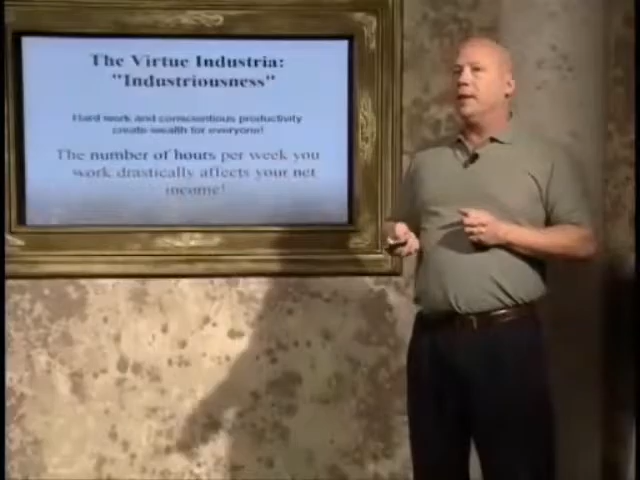 The Virtue Industria:
"Industriousness"
Hard work and conscientious productivity
create wealth for everyone!
The number of hours per week you
work drastically affects your net
income!